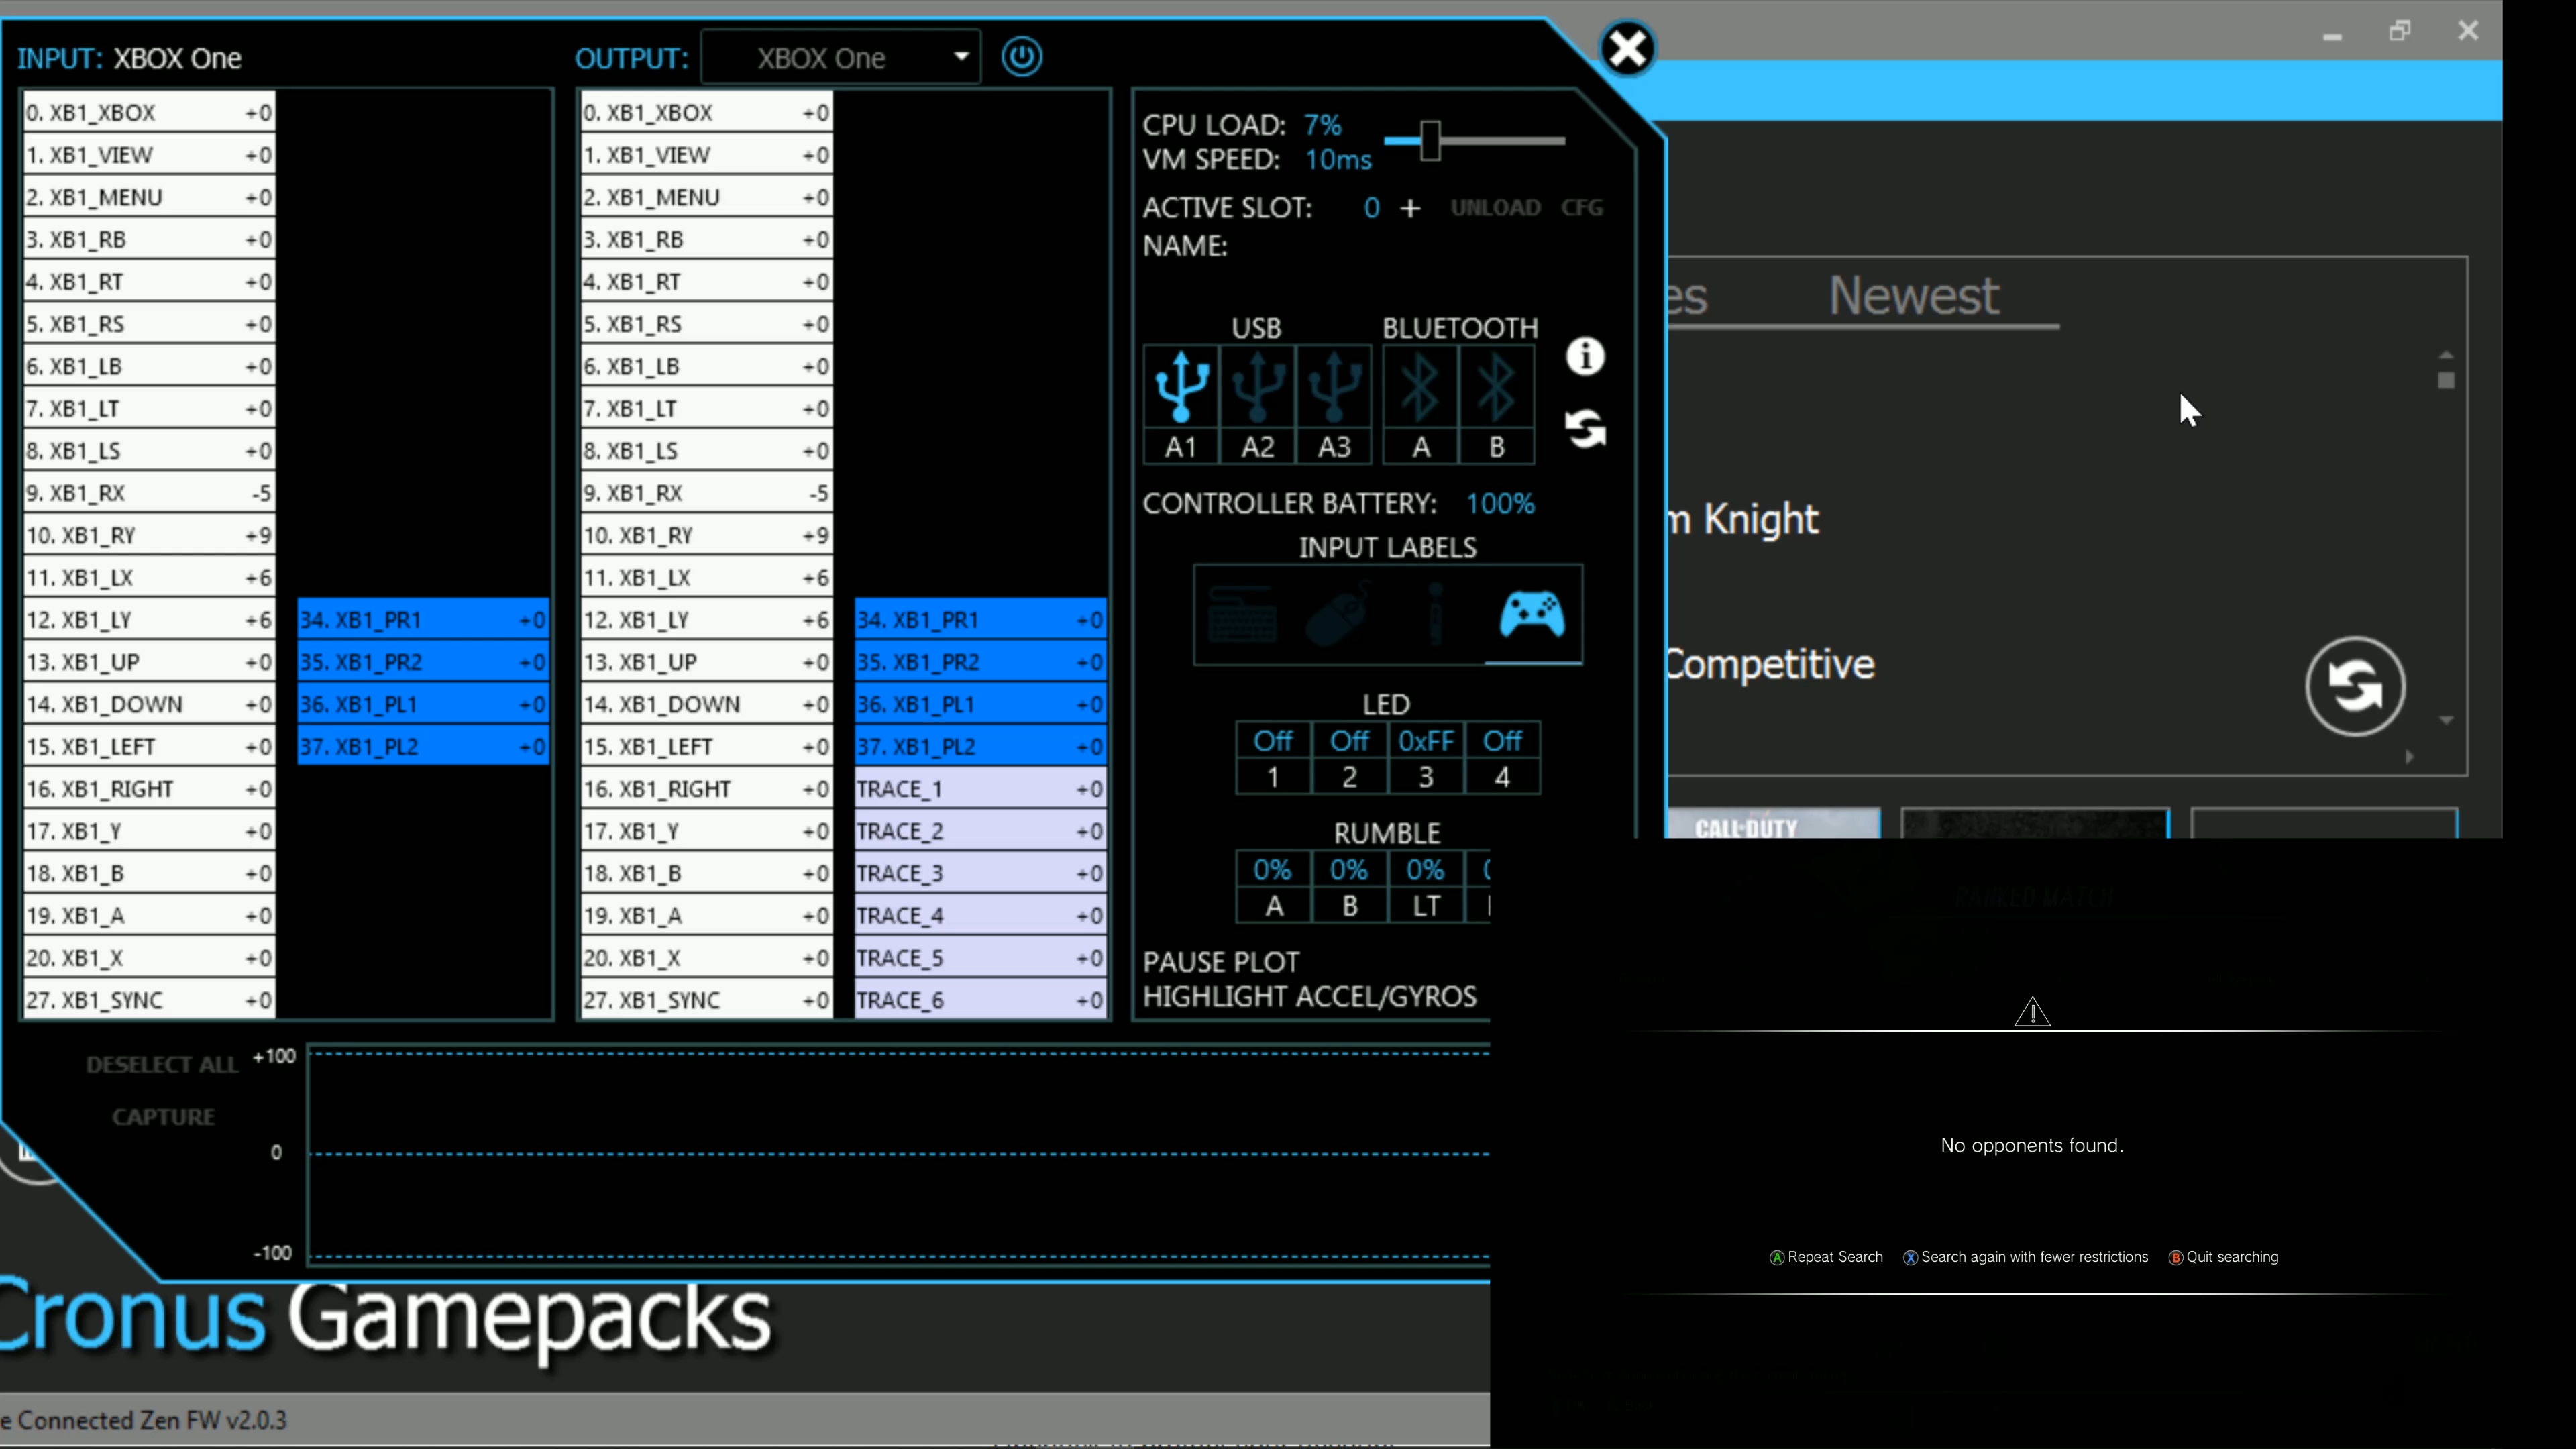 INPUT: XBOX One
0. XB1_XBOX +0
1. XB1_VIEW +0
2. XB1_MENU +0
3. XB1_RB +0
4. XB1_RT +0
5. XB1_RS +0
6. XB1_LB +0
7. XB1_LT +0
8. XB1_LS +0
9. XB1_RX -5
10. XB1_RY +9
11. XB1_LX +6
12. XB1_LY +6
13. XB1_UP +0
14. XB1_DOWN +0
15. XB1_LEFT +0
16. XB1_RIGHT +0
17. XB1_Y +0
18. XB1_B +0
19. XB1_A +0
20. XB1_X +0
27. XB1_SYNC +0
34. XB1_PR1 +0
35. XB1_PR2 +0
36. XB1_PL1 +0
37. XB1_PL2 +0
OUTPUT: XBOX One
0. XB1_XBOX +0
1. XB1_VIEW +0
2. XB1_MENU +0
3. XB1_RB +0
4. XB1_RT +0
5. XB1_RS +0
6. XB1_LB +0
7. XB1_LT +0
8. XB1_LS +0
9. XB1_RX -5
10. XB1_RY +9
11. XB1_LX +6
12. XB1_LY +6
13. XB1_UP +0
14. XB1_DOWN +0
15. XB1_LEFT +0
16. XB1_RIGHT +0
17. XB1_Y +0
18. XB1_B +0
19. XB1_A +0
20. XB1_X +0
27. XB1_SYNC +0
34. XB1_PR1 +0
35. XB1_PR2 +0
36. XB1_PL1 +0
37. XB1_PL2 +0
TRACE_1 +0
TRACE_2 +0
TRACE_3 +0
TRACE_4 +0
TRACE_5 +0
TRACE_6 +0
CPU LOAD: 7%
VM SPEED: 10ms
ACTIVE SLOT: 0 + UNLOAD CFG
NAME:
USB BLUETOOTH
A1 A2 A3 A B
CONTROLLER BATTERY: 100%
INPUT LABELS
LED
Off Off 0xFF Off
1 2 3 4
RUMBLE
0% 0% 0%
A B LT
PAUSE PLOT
HIGHLIGHT ACCEL/GYROS
DESELECT ALL
CAPTURE
+100
0
-100
es Newest
m Knight
Competitive
CALL OF DUTY
RANKED MATCH
No opponents found.
A Repeat Search X Search again with fewer restrictions B Quit searching
Cronus Gamepacks
e Connected Zen FW v2.0.3